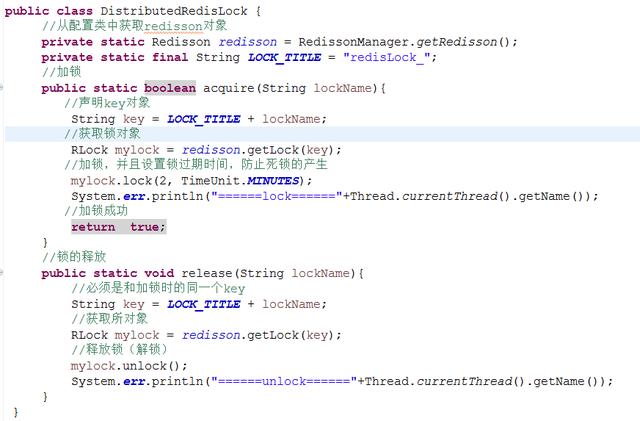 public class DistributedRedisLock {
//从配置类中获取redisson对象
private static Redisson redisson = RedissonManager.getRedisson();
private static final String LOCK_TITLE = "redisLock_";
//加锁
public static boolean acquire(String lockName){
//声明key对象
String key = LOCK_TITLE + lockName;
//获取锁对象
RLock mylock = redisson.getLock(key);
//加锁，并且设置锁过期时间，防止死锁的产生
mylock.lock(2, TimeUnit.MINUTES);
System.err.println("======lock======"+Thread.currentThread().getName());
//加锁成功
return  true;
}
//锁的释放
public static void release(String lockName){
//必须是和加锁时的同一个key
String key = LOCK_TITLE + lockName;
//获取所对象
RLock mylock = redisson.getLock(key);
//释放锁（解锁）
mylock.unlock();
System.err.println("======unlock======"+Thread.currentThread().getName());
}
}